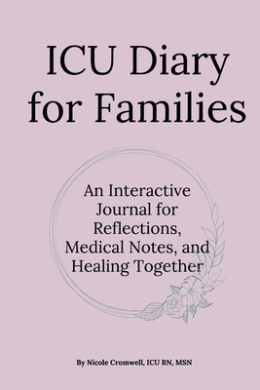 ICU Diary
for Families
An Interactive
Journal for
Reflections,
Medical Notes, and
Healing Together
By Nicole Cromwell, ICU RN, MSN